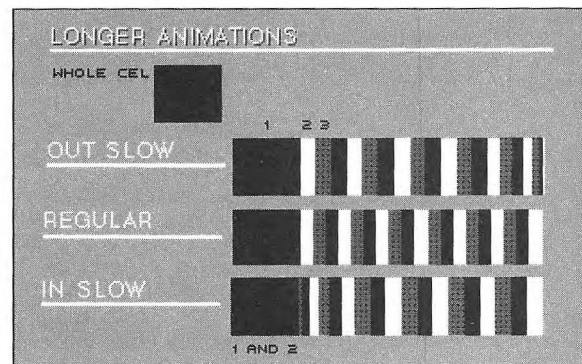 LONGER ANIMATIONS
WHOLE CEL
1 2 3
OUT SLOW
REGULAR
IN SLOW
1 AND 2